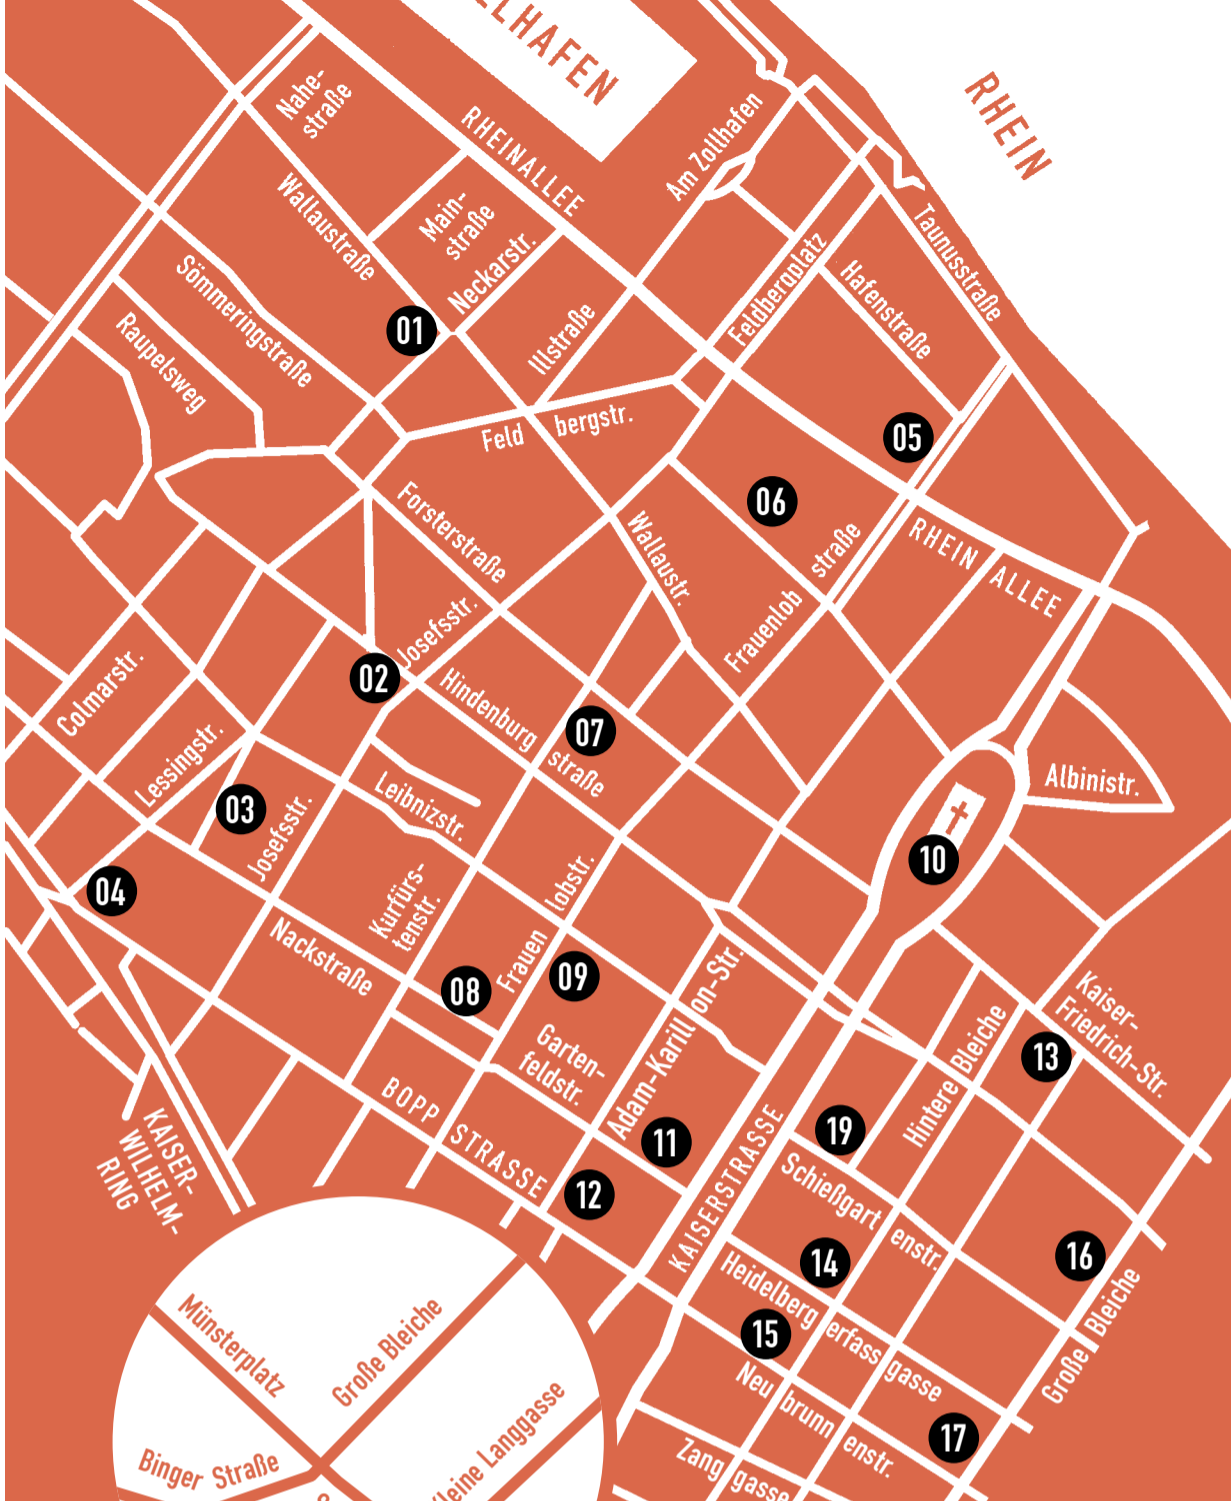 LLHAFEN
RHEIN
Nahe-
straße
RHEINALLEE
Am Zollhafen
Wallaustraße
Main-
straße
Neckarstr.
Taunusstraße
Sömmeringstraße
Feldbergplatz
Hafenstraße
Raupelsweg
01
Illstraße
Feld bergstr.
05
06
Forsterstraße
Wallaustr.
Frauenlob straße
RHEIN ALLEE
Josefsstr.
02
Colmarstr.
Hindenburg
straße
07
Lessingstr.
Leibnizstr.
Albinistr.
03
Josefsstr.
10
04
Kurfürs-
tenstr.
Frauen lobstr.
Nackstraße
08
09
Adam-Karill on-Str.
Kaiser-
Friedrich-Str.
Hintere Bleiche
13
Garten-
feldstr.
BOPP STRASSE
11
19
KAISER-
WILHELM-
RING
12
KAISERSTRASSE
Schießgart enstr.
14
16
Heidelberg erfass gasse
15
Große Bleiche
Neu brunn enstr.
17
Zang gasse
Münsterplatz
Große Bleiche
Binger Straße
leine Langgasse